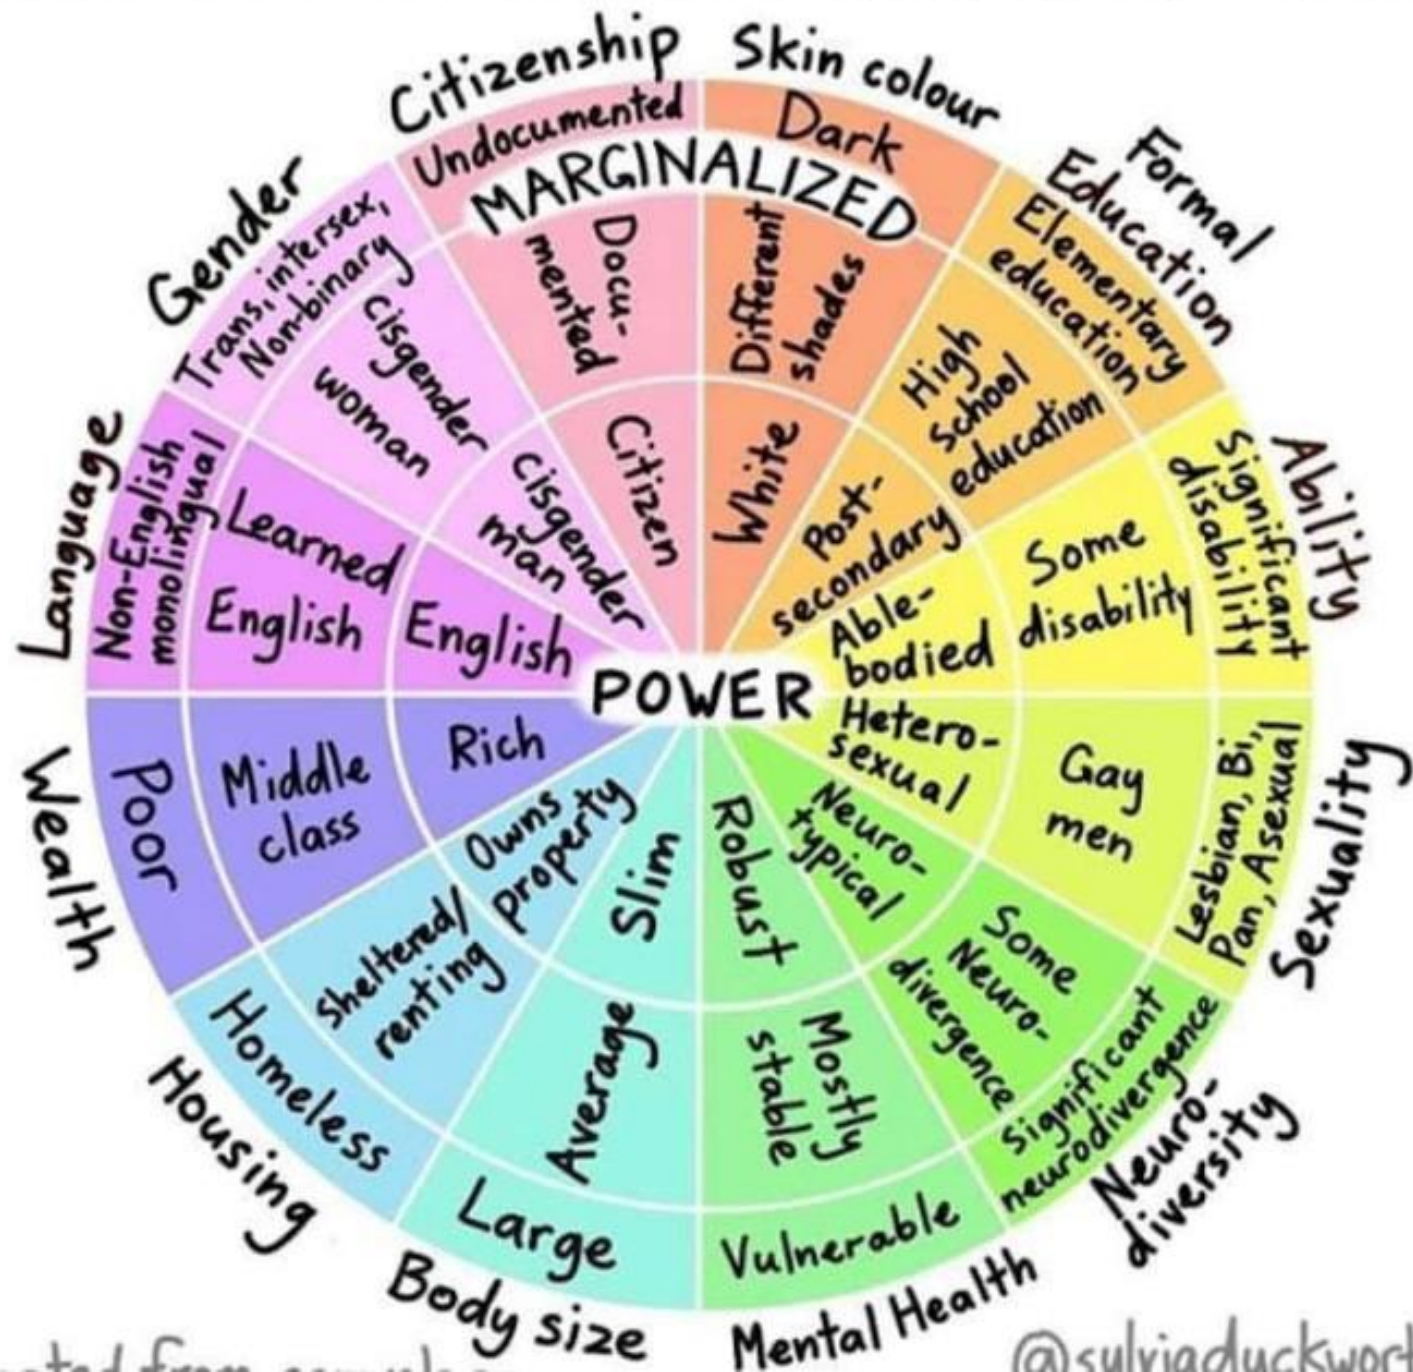 Citizenship
Undocumented
Docu-
mented
Citizen
Skin colour
Dark
Different
shades
White
Formal
Education
Elementary
education
High
school
education
Post-
secondary
Ability
Significant
disability
Some
disability
Able-
bodied
Sexuality
Lesbian, Bi,
Pan, Asexual
Gay
men
Hetero-
sexual
Neuro-
diversity
Significant
neurodivergence
Some
Neuro-
divergence
Neuro-
typical
Mental Health
Vulnerable
Mostly
stable
Robust
Body size
Large
Average
Slim
Housing
Homeless
Sheltered/
renting
Owns
property
Wealth
Poor
Middle
class
Rich
Language
Non-English
monolingual
Learned
English
English
Gender
Trans, intersex,
Non-binary
cisgender
woman
cisgender
man
MARGINALIZED
POWER
from
@sylviaduckwort